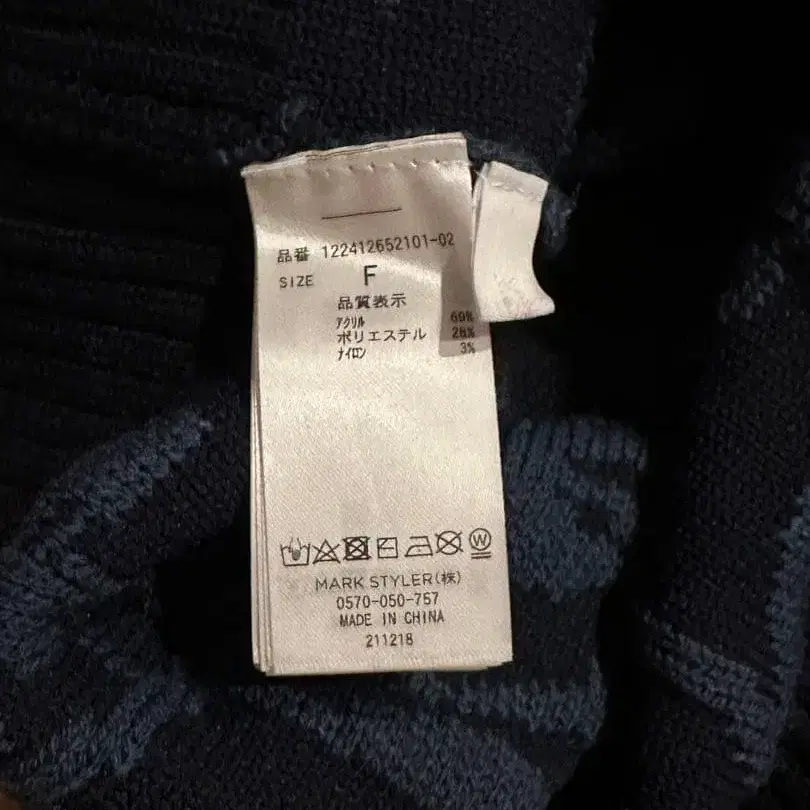 品番 122412652101-02
SIZE F
品質表示
アクリル 69%
ポリエステル 28%
ナイロン 3%
MARK STYLER(株)
0570-050-757
MADE IN CHINA
211218